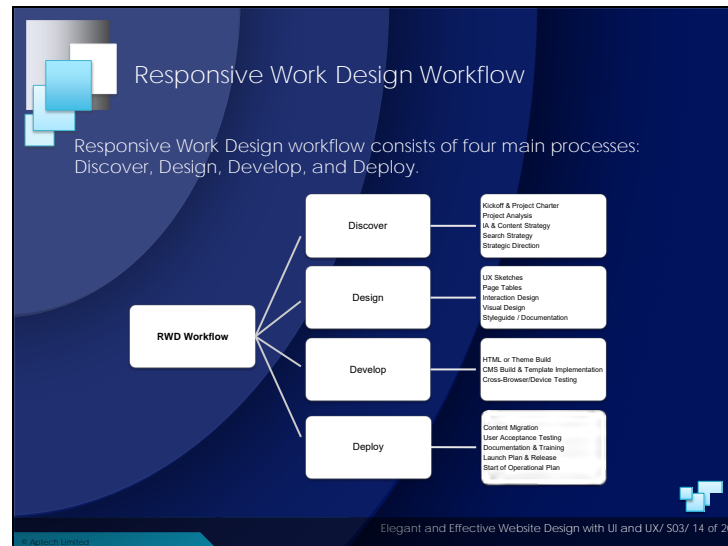 Responsive Work Design Workflow
Responsive Work Design workflow consists of four main processes:
Discover, Design, Develop, and Deploy.
RWD Workflow
Discover
Kickoff & Project Charter
Project Analysis
IA & Content Strategy
Search Strategy
Strategic Direction
Design
UX Sketches
Page Tables
Interaction Design
Visual Design
Styleguide / Documentation
Develop
HTML or Theme Build
CMS Build & Template Implementation
Cross-Browser/Device Testing
Deploy
Content Migration
User Acceptance Testing
Documentation & Training
Launch Plan & Release
Start of Operational Plan
Elegant and Effective Website Design with UI and UX/ S03/ 14 of
© Aptech Limited